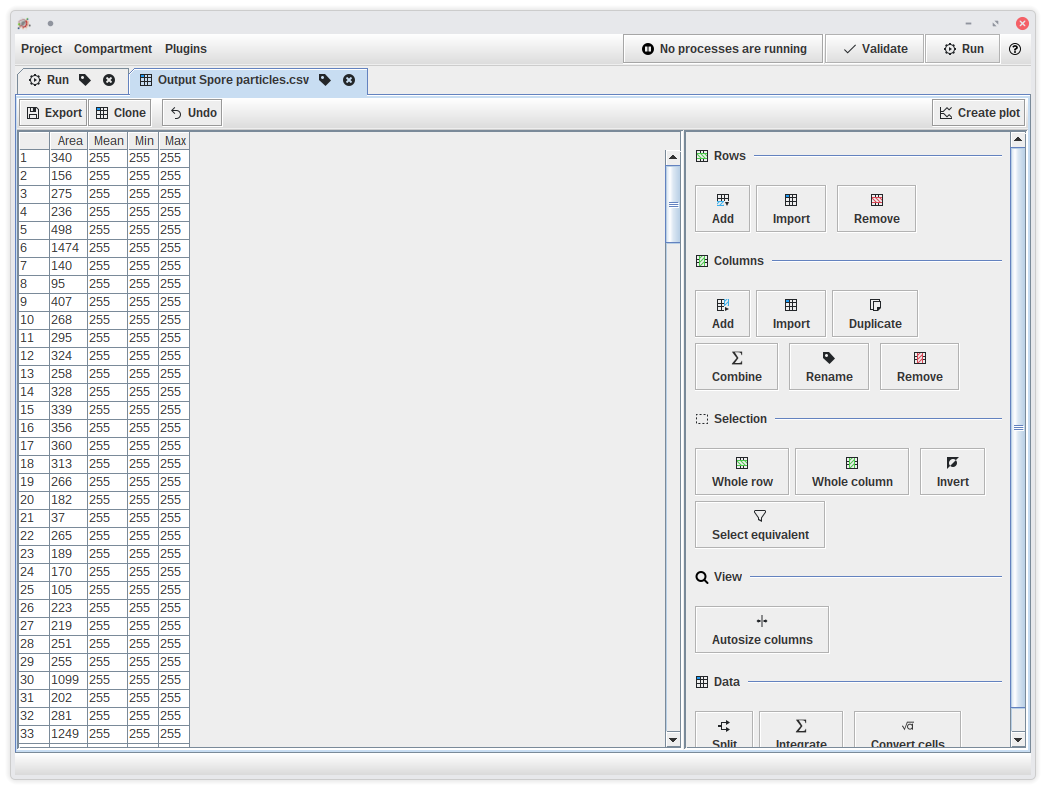 Project Compartment Plugins No processes are running Validate Run
Run Output Spore particles.csv
Export Clone Undo Create plot
Area Mean Min Max
1 340 255 255 255
2 156 255 255 255
3 275 255 255 255
4 236 255 255 255
5 498 255 255 255
6 1474 255 255 255
7 140 255 255 255
8 95 255 255 255
9 407 255 255 255
10 268 255 255 255
11 295 255 255 255
12 324 255 255 255
13 258 255 255 255
14 328 255 255 255
15 339 255 255 255
16 356 255 255 255
17 360 255 255 255
18 313 255 255 255
19 266 255 255 255
20 182 255 255 255
21 37 255 255 255
22 265 255 255 255
23 189 255 255 255
24 170 255 255 255
25 105 255 255 255
26 223 255 255 255
27 219 255 255 255
28 251 255 255 255
29 255 255 255 255
30 1099 255 255 255
31 202 255 255 255
32 281 255 255 255
33 1249 255 255 255
Rows
Add Import Remove
Columns
Add Import Duplicate
Combine Rename Remove
Selection
Whole row Whole column Invert
Select equivalent
View
Autosize columns
Data
Split Integrate Convert cells